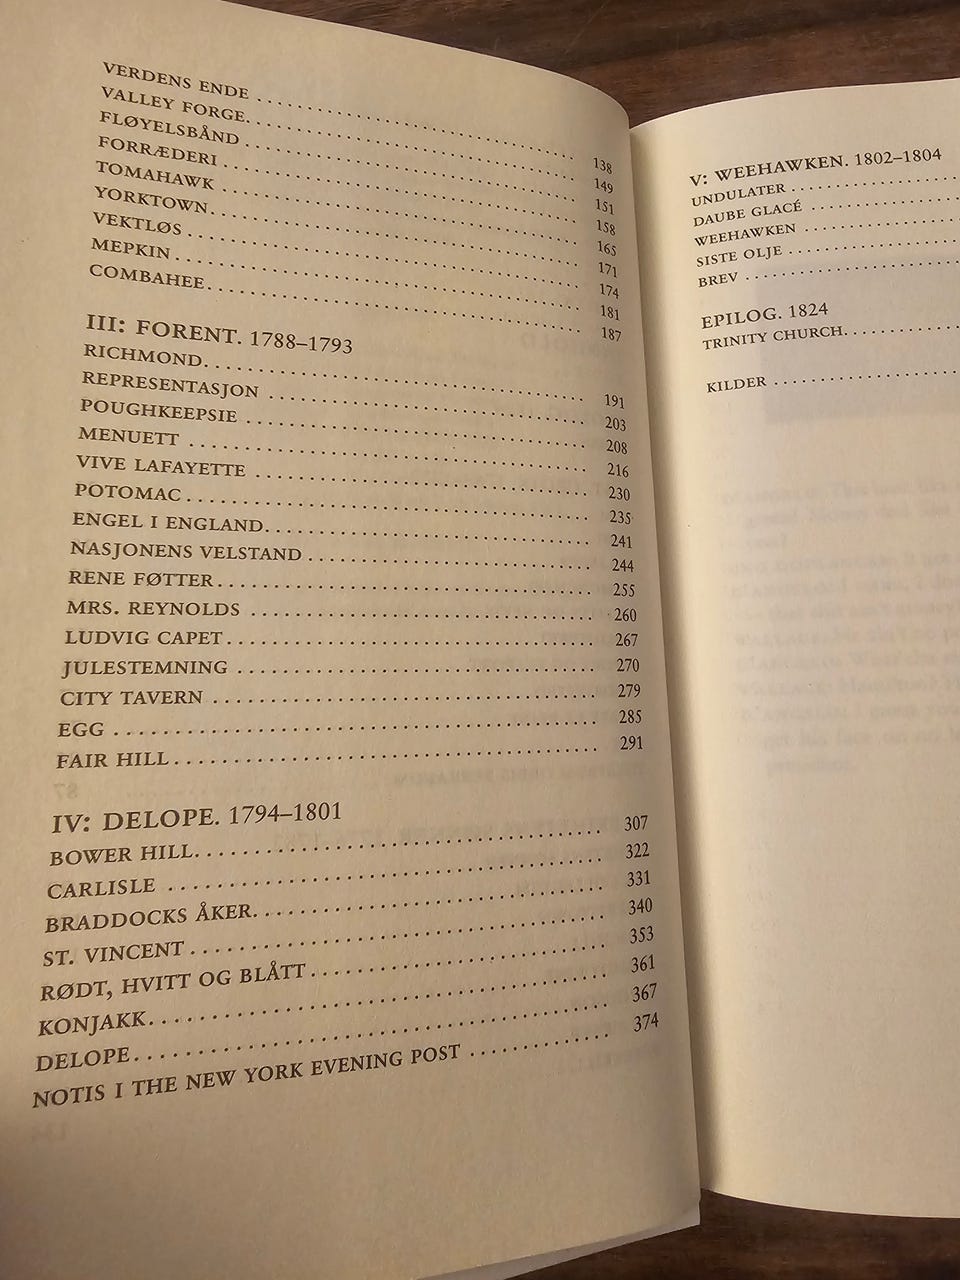 VERDENS ENDE ........................................ 138
VALLEY FORGE ........................................ 149
FLØYELSBÅND ........................................ 151
FORRÆDERI ........................................ 158
TOMAHAWK ........................................ 165
YORKTOWN ........................................ 171
VEKTLØS ........................................ 174
MEPKIN ........................................ 181
COMBAHEE ........................................ 187
III: FORENT. 1788–1793
RICHMOND ........................................ 191
REPRESENTASJON ........................................ 203
POUGHKEEPSIE ........................................ 208
MENUETT ........................................ 216
VIVE LAFAYETTE ........................................ 230
POTOMAC ........................................ 235
ENGEL I ENGLAND ........................................ 241
NASJONENS VELSTAND ........................................ 244
RENE FØTTER ........................................ 255
MRS. REYNOLDS ........................................ 260
LUDVIG CAPET ........................................ 267
JULESTEMNING ........................................ 270
CITY TAVERN ........................................ 279
EGG ........................................ 285
FAIR HILL ........................................ 291
IV: DELOPE. 1794–1801
BOWER HILL ........................................ 307
CARLISLE ........................................ 322
BRADDOCKS ÅKER ........................................ 331
ST. VINCENT ........................................ 340
RØDT, HVITT OG BLÅTT ........................................ 353
KONJAKK ........................................ 361
DELOPE ........................................ 367
NOTIS I THE NEW YORK EVENING POST ............. 374
V: WEEHAWKEN. 1802–1804
UNDULATER ....................
DAUBE GLACÉ ....................
WEEHAWKEN ....................
SISTE OLJE ....................
BREV ....................
EPILOG. 1824
TRINITY CHURCH ....................
KILDER ....................